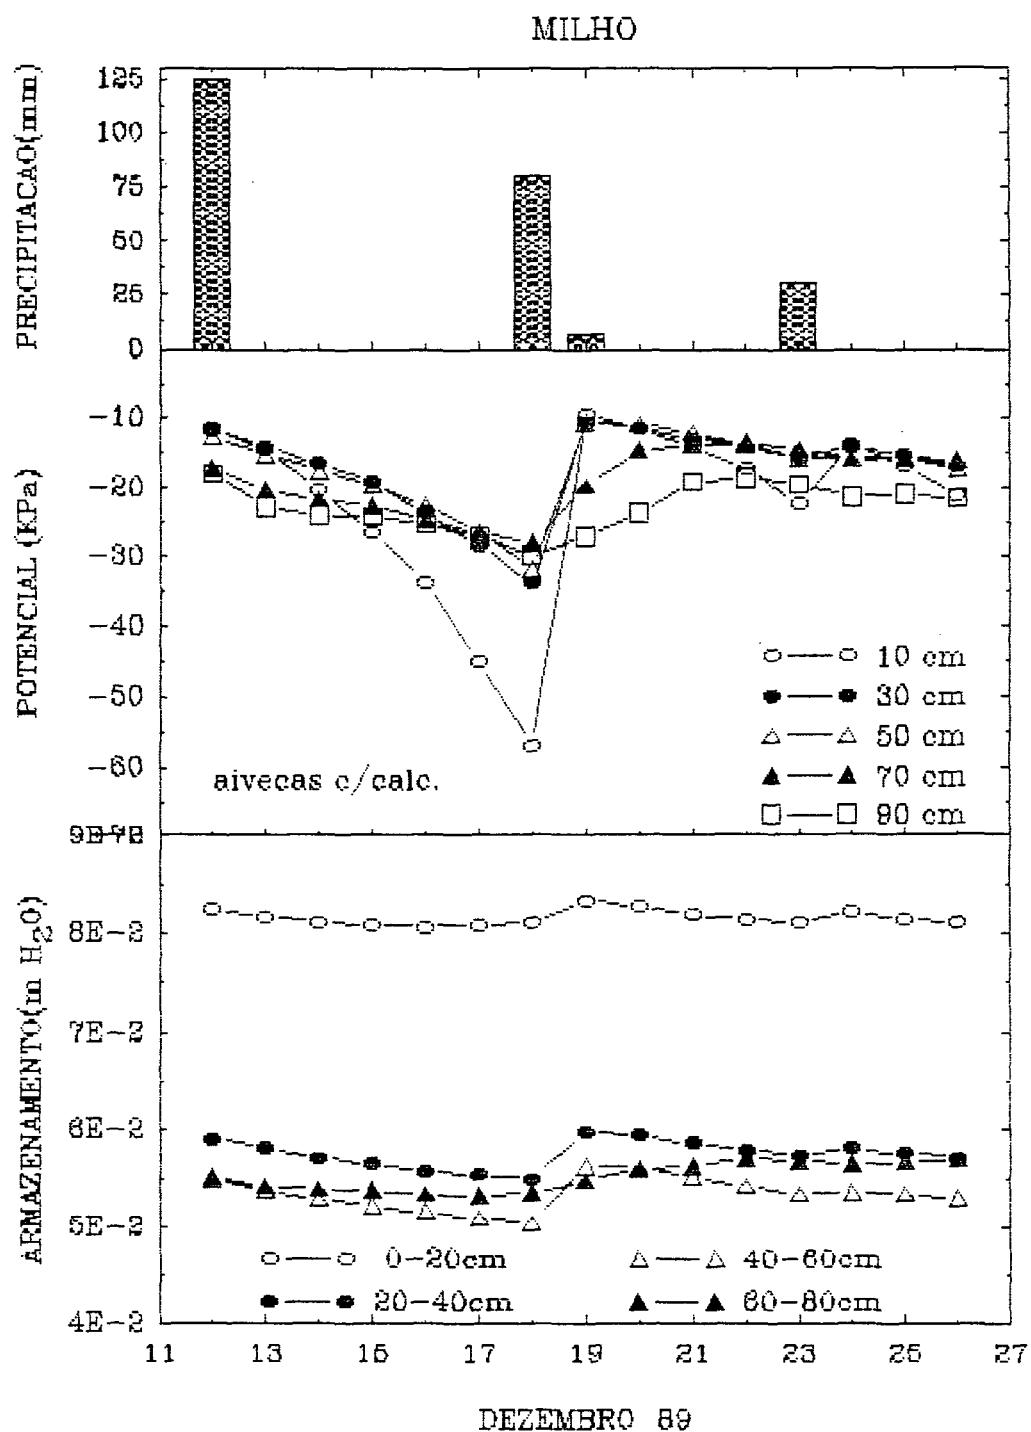 MILHO
PRECIPITACAO(mm)
125
100
75
50
25
0
POTENCIAL (KPa)
-10
-20
-30
-40
-50
-60
10 cm
30 cm
50 cm
70 cm
90 cm
aivecas c/calc.
ARMAZENAMENTO(m H2O)
8E-2
7E-2
6E-2
5E-2
4E-2
0-20cm
40-60cm
20-40cm
60-80cm
11 13 15 17 19 21 23 25 27
DEZEMBRO 89